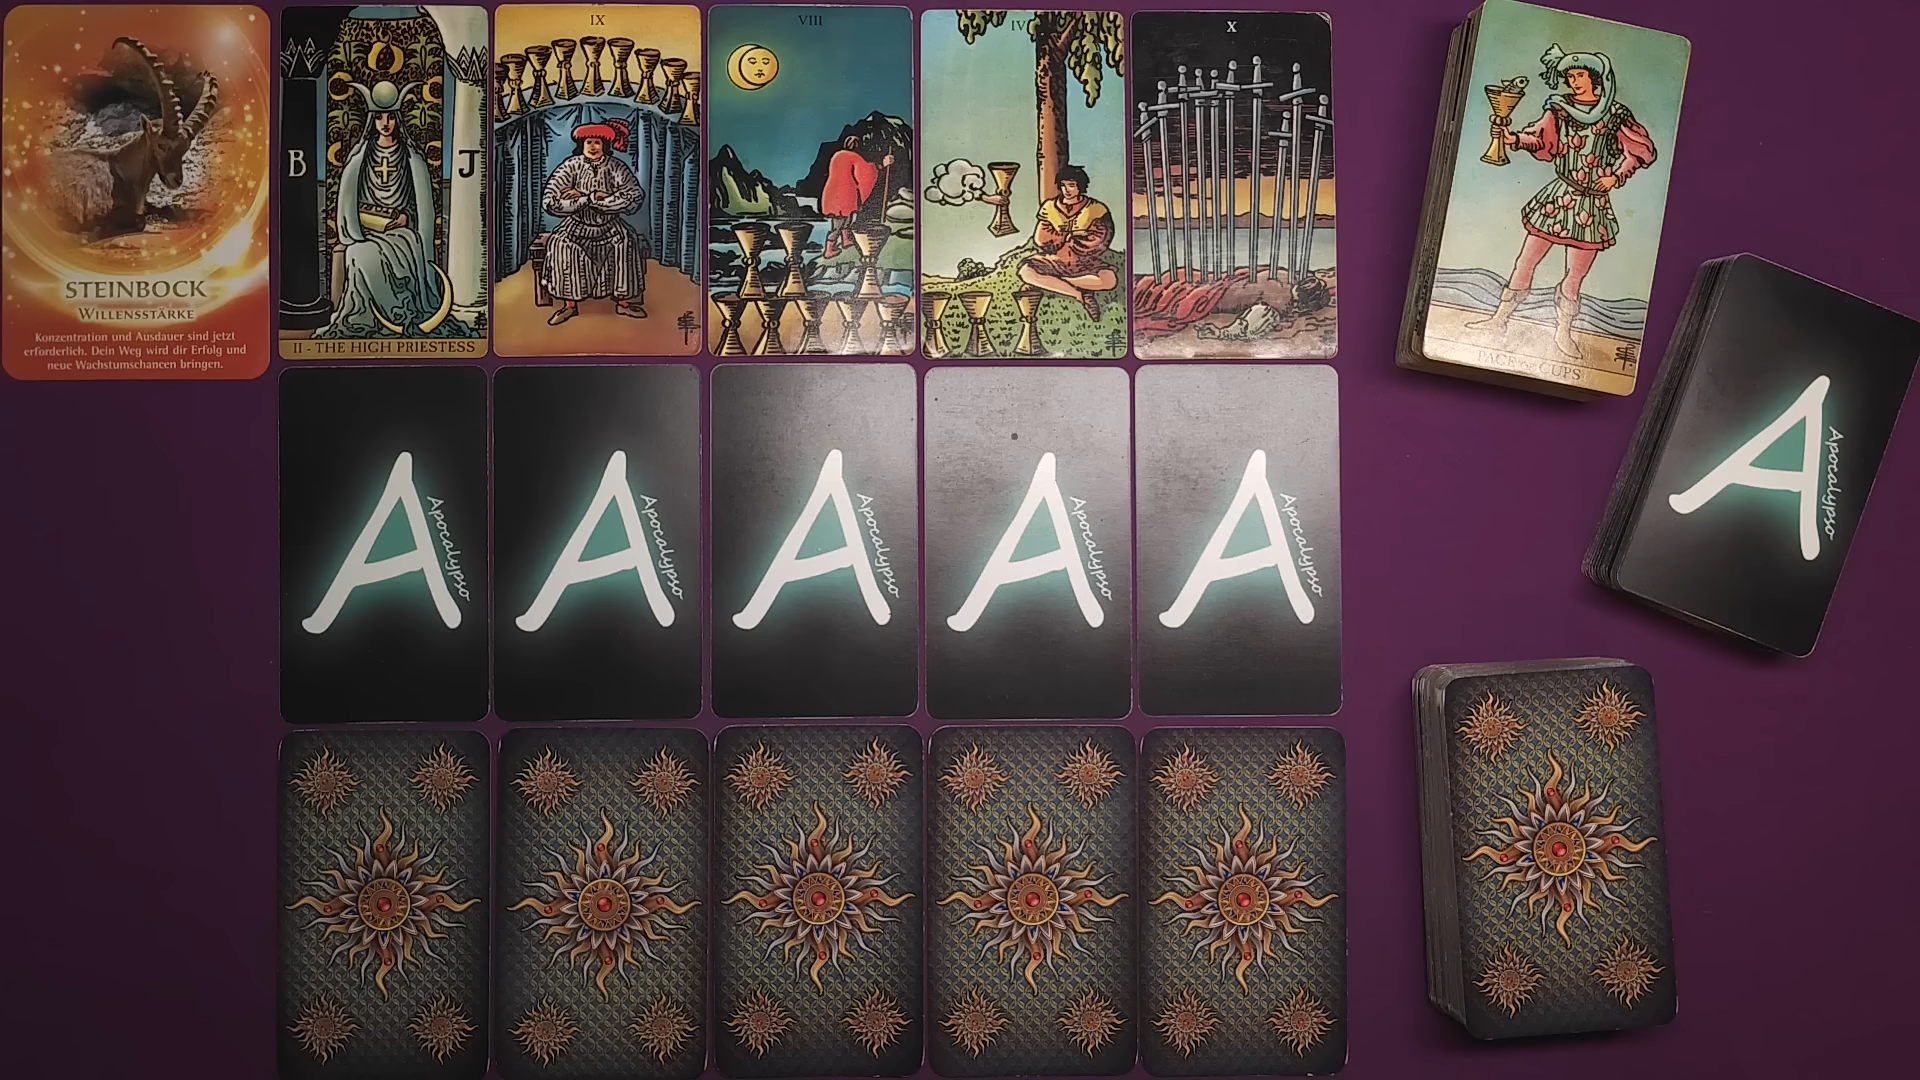 STEINBOCK
WILLENSSTÄRKE
Konzentration und Ausdauer sind jetzt
erforderlich. Dein Weg wird dir Erfolg und
neue Wachstumschancen bringen.
B
J
II - THE HIGH PRIESTESS
IX
VIII
IV
X
PAGE OF CUPS
A
Apocalypso
A
Apocalypso
A
Apocalypso
A
Apocalypso
A
Apocalypso
A
Apocalypso